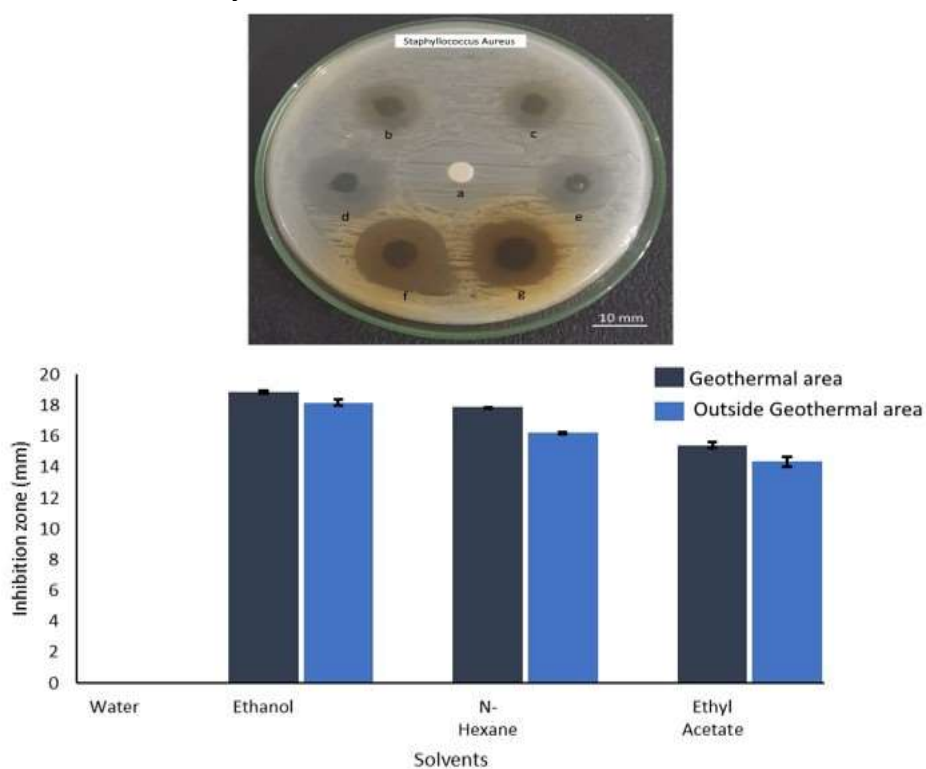 Staphyllococcus Aureus
b
c
a
d
e
f
g
10 mm
20
18
16
14
12
10
8
6
4
2
0
Inhibition zone (mm)
Geothermal area
Outside Geothermal area
Water
Ethanol
N-
Hexane
Ethyl
Acetate
Solvents